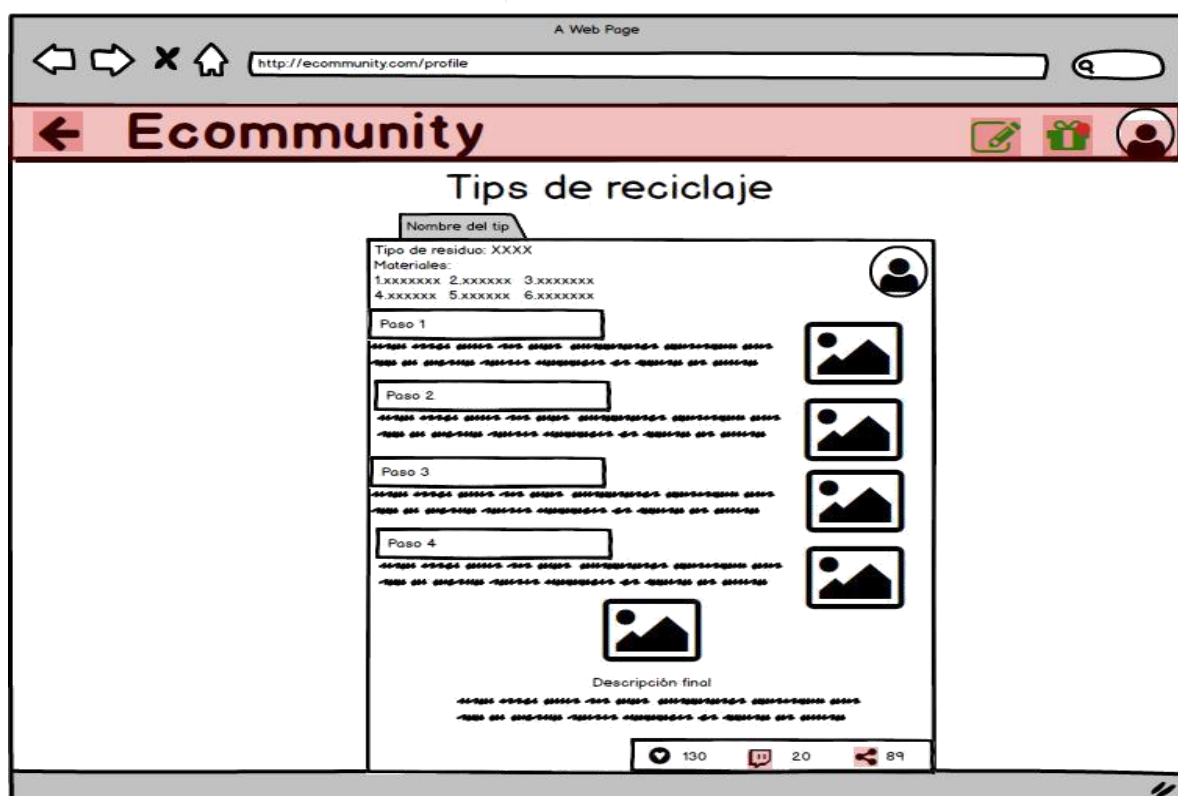 A Web Page
http://ecommunity.com/profile
Ecommunity
Tips de reciclaje
Nombre del tip
Tipo de residuo: XXXX
Materiales:
1.xxxxxxx 2.xxxxxx 3.xxxxxxx
4.xxxxxx 5.xxxxxx 6.xxxxxxx
Paso 1
Paso 2
Paso 3
Paso 4
Descripción final
130 20 89